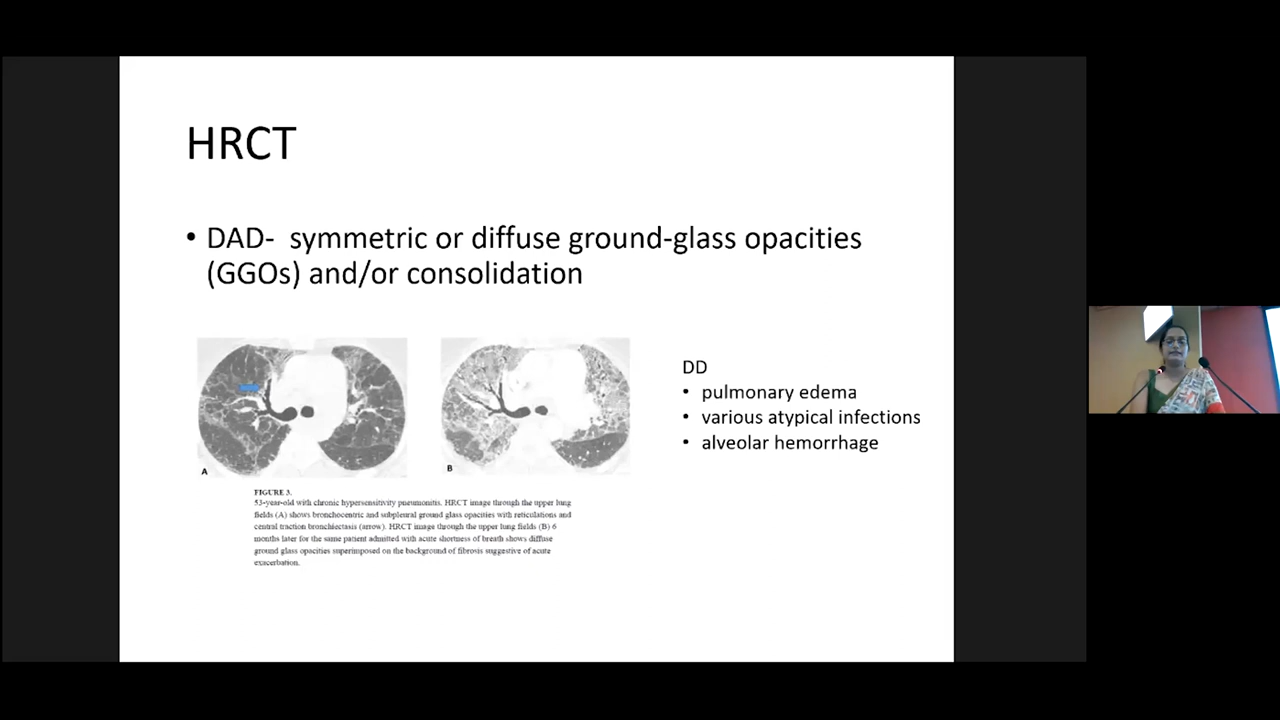 HRCT
• DAD- symmetric or diffuse ground-glass opacities
(GGOs) and/or consolidation
A
B
DD
• pulmonary edema
• various atypical infections
• alveolar hemorrhage
FIGURE 3.
53-year-old with chronic hypersensitivity pneumonitis. HRCT image through the upper lung
fields (A) shows bronchocentric and subpleural ground glass opacities with reticulations and
central traction bronchiectasis (arrow). HRCT image through the upper lung fields (B) 6
months later for the same patient admitted with acute shortness of breath shows diffuse
ground glass opacities superimposed on the background of fibrosis suggestive of acute
exacerbation.